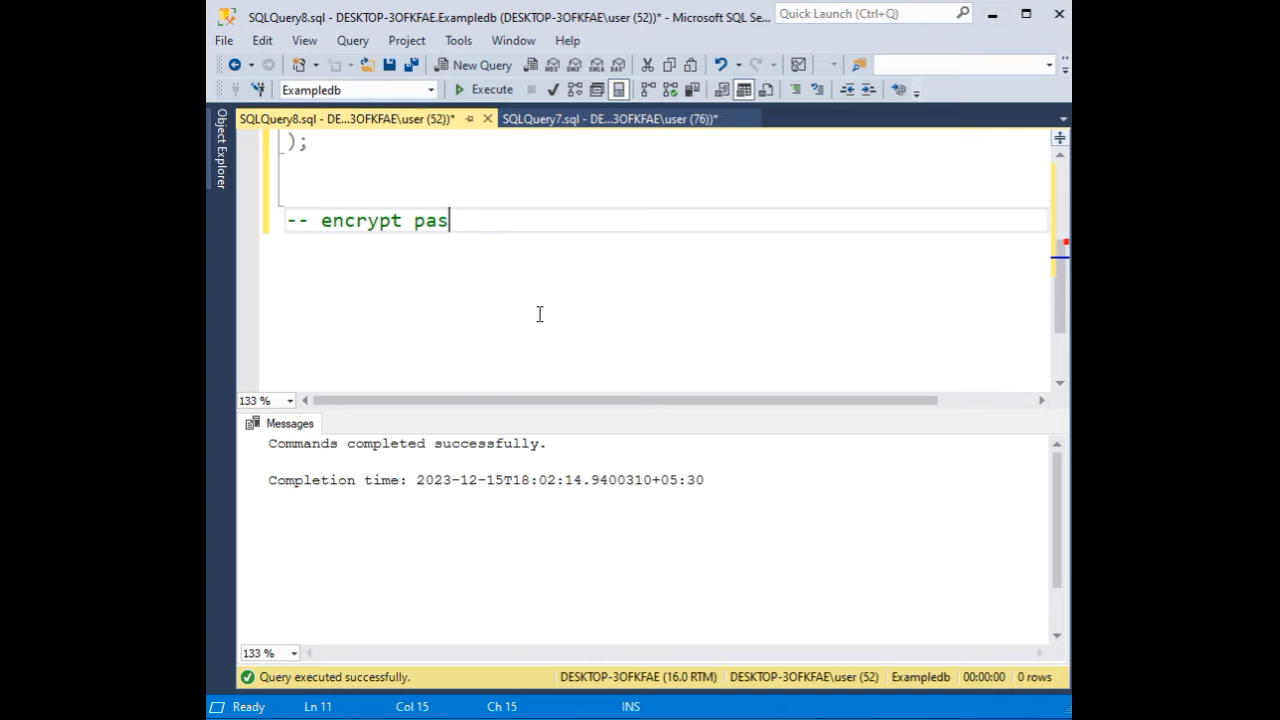 SQLQuery8.sql - DESKTOP-3OFKFAE.Exampledb (DESKTOP-3OFKFAE\user (52))* - Microsoft SQL Se...
Quick Launch (Ctrl+Q)
File Edit View Query Project Tools Window Help
New Query
Exampledb Execute
SQLQuery8.sql - DE...3OFKFAE\user (52))* SQLQuery7.sql - DE...3OFKFAE\user (76))*
Object Explorer
);
-- encrypt pas
133 %
Messages
Commands completed successfully.
Completion time: 2023-12-15T18:02:14.9400310+05:30
133 %
Query executed successfully. DESKTOP-3OFKFAE (16.0 RTM) DESKTOP-3OFKFAE\user (52) Exampledb 00:00:00 0 rows
Ready Ln 11 Col 15 Ch 15 INS